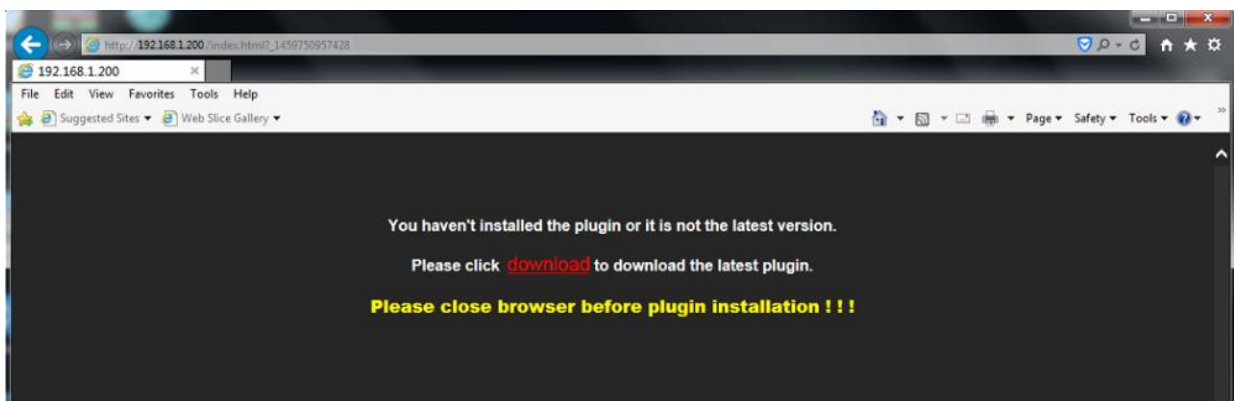 http://192.168.1.200/index.html?_1459750957428
192.168.1.200
File Edit View Favorites Tools Help
Suggested Sites Web Slice Gallery
Page Safety Tools
You haven't installed the plugin or it is not the latest version.
Please click download to download the latest plugin.
Please close browser before plugin installation ! ! !